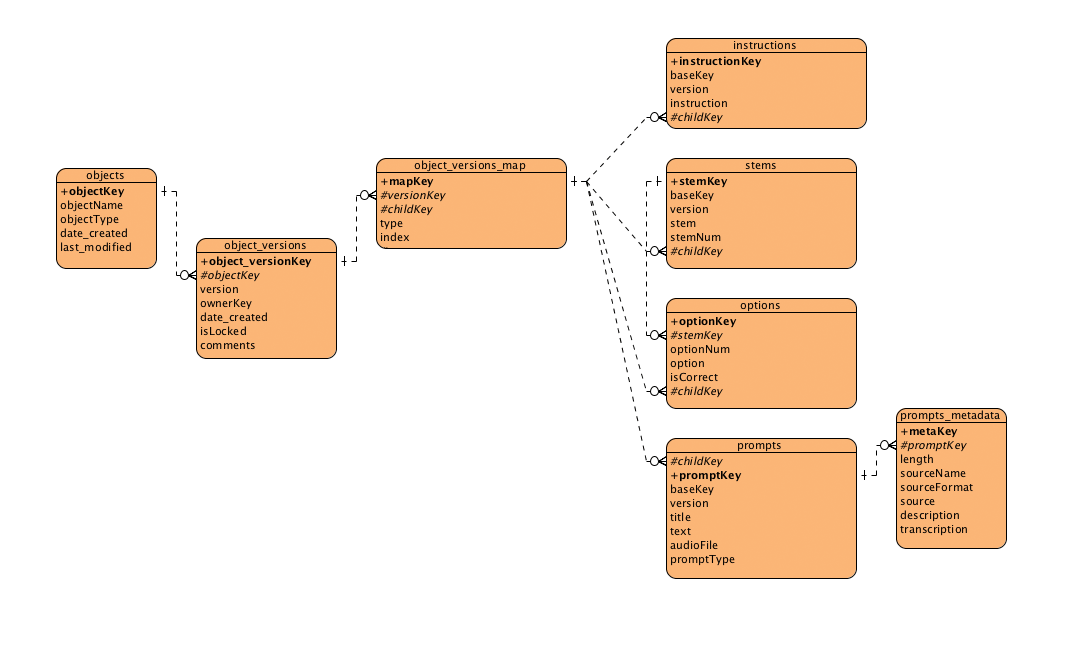 objects
+objectKey
objectName
objectType
date_created
last_modified
object_versions
+object_versionKey
#objectKey
version
ownerKey
date_created
isLocked
comments
object_versions_map
+mapKey
#versionKey
#childKey
type
index
instructions
+instructionKey
baseKey
version
instruction
#childKey
stems
+stemKey
baseKey
version
stem
stemNum
#childKey
options
+optionKey
#stemKey
optionNum
option
isCorrect
#childKey
prompts
#childKey
+promptKey
baseKey
version
title
text
audioFile
promptType
prompts_metadata
+metaKey
#promptKey
length
sourceName
sourceFormat
source
description
transcription